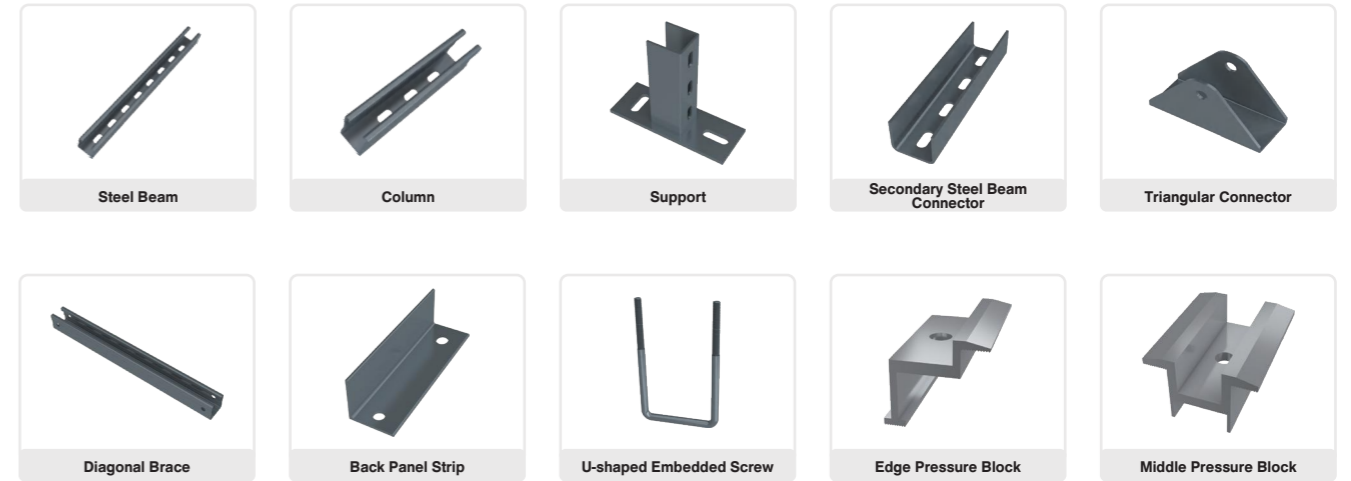 Steel Beam
Column
Support
Secondary Steel Beam
Connector
Triangular Connector
Diagonal Brace
Back Panel Strip
U-shaped Embedded Screw
Edge Pressure Block
Middle Pressure Block